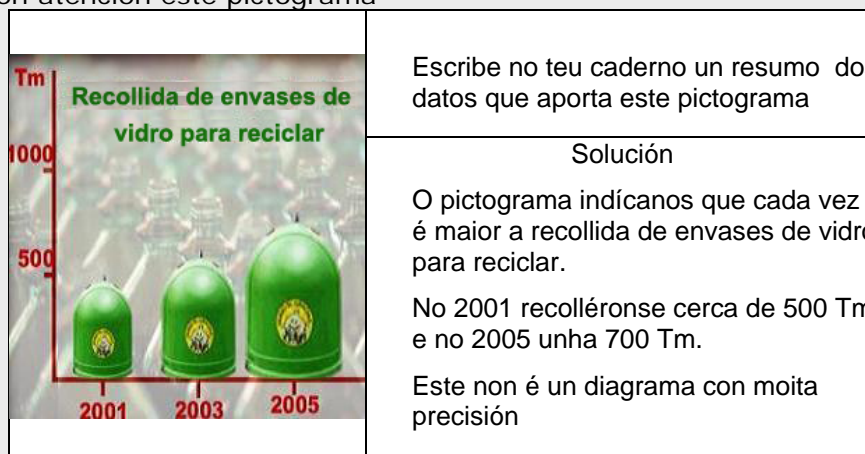 con atención este pictograma
Tm
Recollida de envases de
vidro para reciclar
1000
500
2001
2003
2005
Escribe no teu caderno un resumo do
datos que aporta este pictograma
Solución
O pictograma indícanos que cada vez
é maior a recollida de envases de vidro
para reciclar.
No 2001 recolléronse cerca de 500 Tm
e no 2005 unha 700 Tm.
Este non é un diagrama con moita
precisión